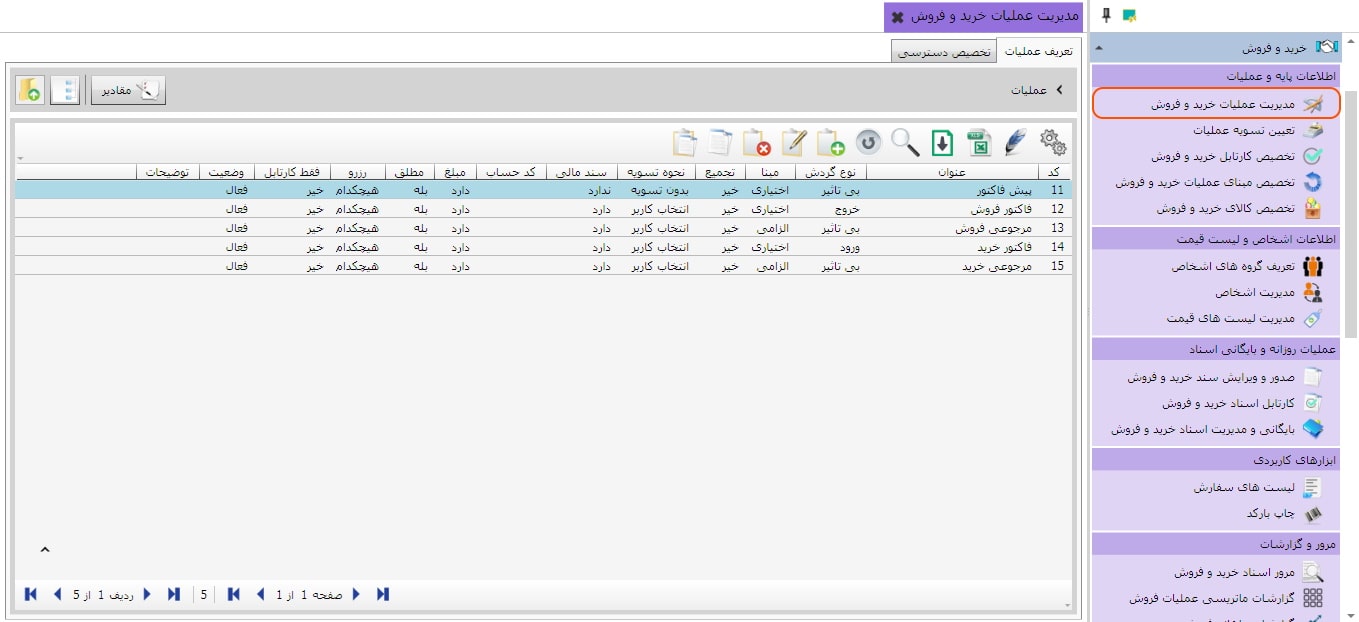 مدیریت عملیات خرید و فروش
تعریف عملیات
تخصیص دسترسی
عملیات
مقادیر
کد عنوان نوع گردش مبنا تجمیع نحوه تسویه سند مالی کد حساب مبلغ مطلق رزرو فقط کارتابل وضعیت توضیحات
11 پیش فاکتور بی تاثیر اختیاری خیر بدون تسویه ندارد دارد بله هیچکدام خیر فعال
12 فاکتور فروش خروج اختیاری خیر انتخاب کاربر دارد دارد بله هیچکدام خیر فعال
13 مرجوعی فروش بی تاثیر الزامی خیر انتخاب کاربر دارد دارد بله هیچکدام خیر فعال
14 فاکتور خرید ورود اختیاری خیر انتخاب کاربر دارد دارد بله هیچکدام خیر فعال
15 مرجوعی خرید بی تاثیر الزامی خیر انتخاب کاربر دارد دارد بله هیچکدام خیر فعال
صفحه 1 از 1
5
ردیف 1 از 5
خرید و فروش
اطلاعات پایه و عملیات
مدیریت عملیات خرید و فروش
تعیین تسویه عملیات
تخصیص کارتابل خرید و فروش
تخصیص مبنای عملیات خرید و فروش
تخصیص کالای خرید و فروش
اطلاعات اشخاص و لیست قیمت
تعریف گروه های اشخاص
مدیریت اشخاص
مدیریت لیست های قیمت
عملیات روزانه و بایگانی اسناد
صدور و ویرایش سند خرید و فروش
کارتابل اسناد خرید و فروش
بایگانی و مدیریت اسناد خرید و فروش
ابزارهای کاربردی
لیست های سفارش
چاپ بارکد
مرور و گزارشات
مرور اسناد خرید و فروش
گزارشات ماتریسی عملیات فروش